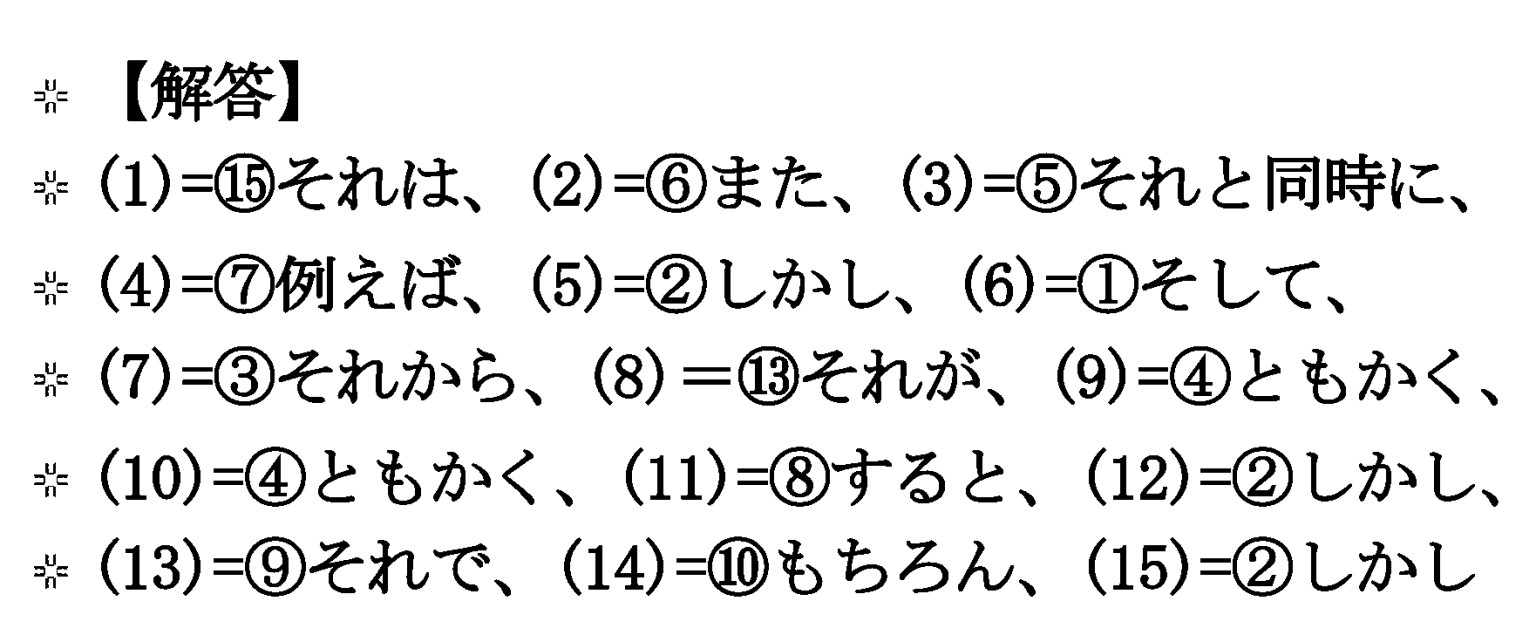 【解答】
(1)=⑮それは、(2)=⑥また、(3)=⑤それと同時に、
(4)=⑦例えば、(5)=②しかし、(6)=①そして、
(7)=③それから、(8)＝⑬それが、(9)=④ともかく、
(10)=④ともかく、(11)=⑧すると、(12)=②しかし、
(13)=⑨それで、(14)=⑩もちろん、(15)=②しかし